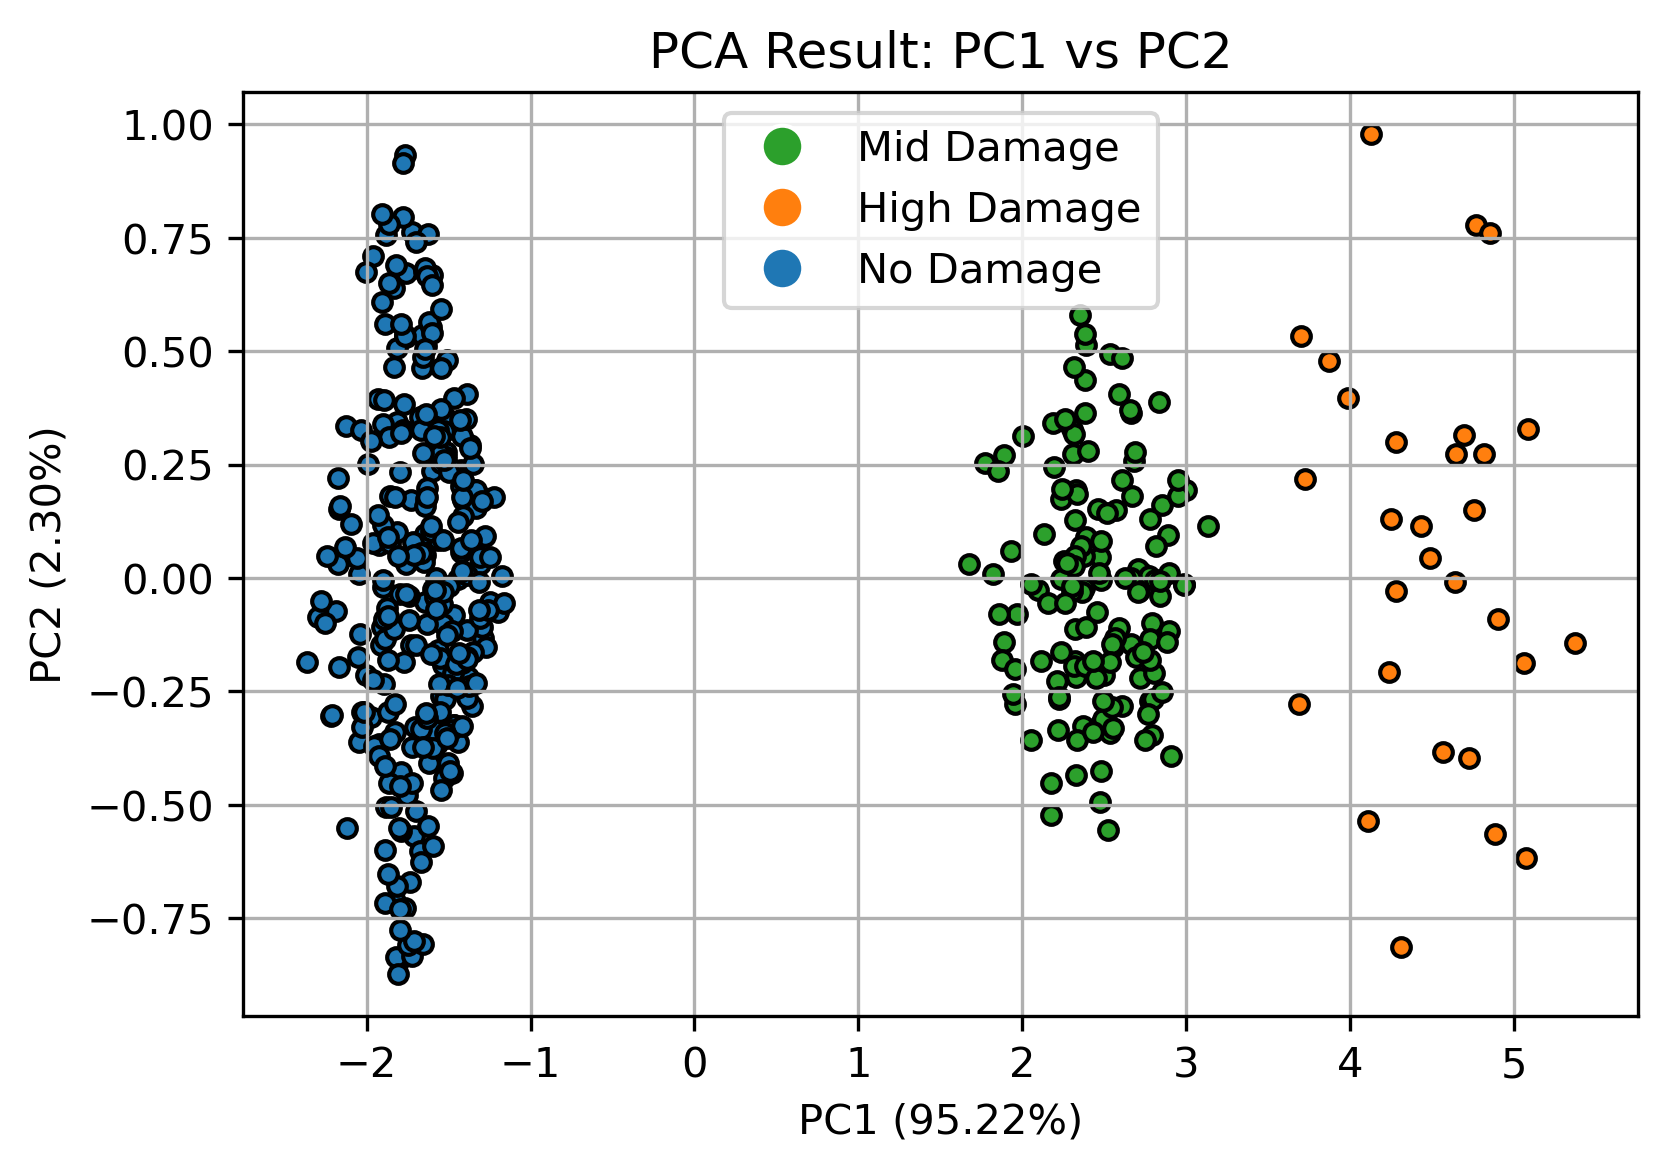 PCA Result: PC1 vs PC2
Mid Damage
High Damage
No Damage
1.00
0.75
0.50
0.25
0.00
−0.25
−0.50
−0.75
PC2 (2.30%)
−2
−1
0
1
2
3
4
5
PC1 (95.22%)